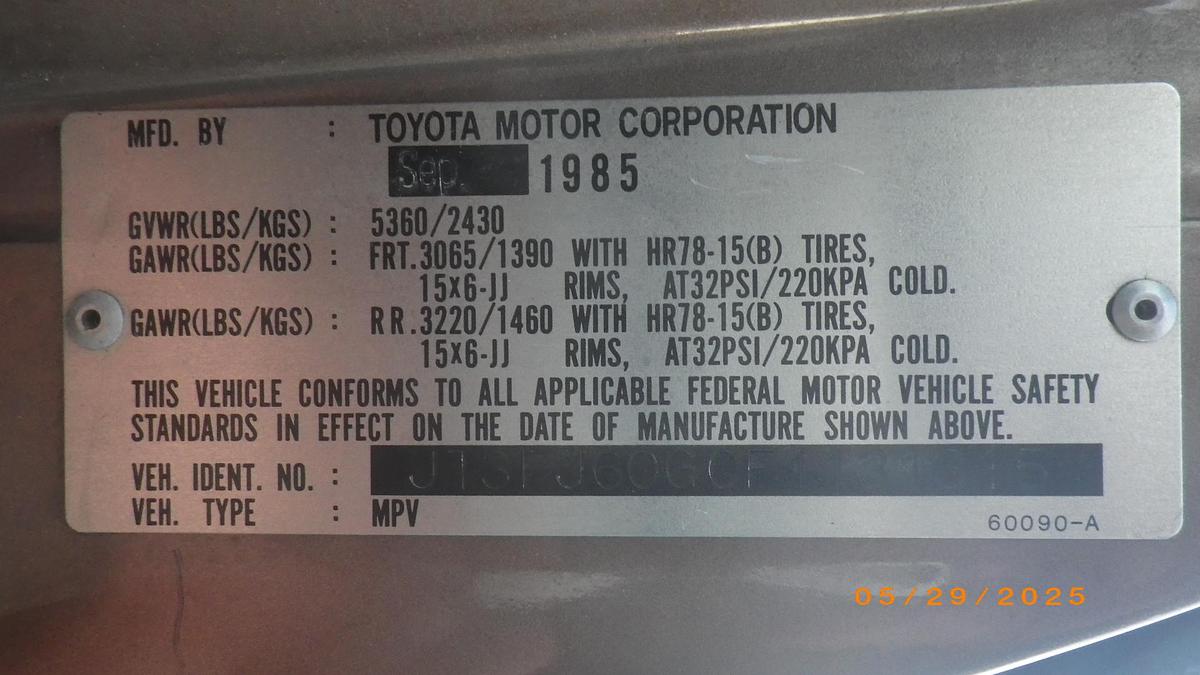 MFD. BY : TOYOTA MOTOR CORPORATION
Sep. 1985
GVWR(LBS/KGS) : 5360/2430
GAWR(LBS/KGS) : FRT.3065/1390 WITH HR78-15(B) TIRES,
15x6-JJ RIMS, AT32PSI/220KPA COLD.
GAWR(LBS/KGS) : RR.3220/1460 WITH HR78-15(B) TIRES,
15x6-JJ RIMS, AT32PSI/220KPA COLD.
THIS VEHICLE CONFORMS TO ALL APPLICABLE FEDERAL MOTOR VEHICLE SAFETY
STANDARDS IN EFFECT ON THE DATE OF MANUFACTURE SHOWN ABOVE.
VEH. IDENT. NO. :
VEH. TYPE : MPV
60090-A
05/29/2025